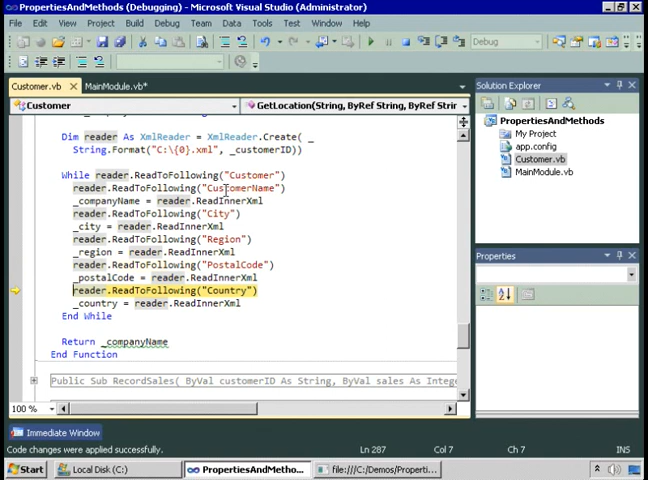 PropertiesAndMethods (Debugging) - Microsoft Visual Studio (Administrator)
File Edit View Project Build Debug Team Data Tools Test Window Help
Debug
Customer.vb MainModule.vb*
Customer GetLocation(String, ByRef String, ByRef Str
Dim reader As XmlReader = XmlReader.Create( _
String.Format("C:\{0}.xml", _customerID))
While reader.ReadToFollowing("Customer")
reader.ReadToFollowing("CustomerName")
_companyName = reader.ReadInnerXml
reader.ReadToFollowing("City")
_city = reader.ReadInnerXml
reader.ReadToFollowing("Region")
_region = reader.ReadInnerXml
reader.ReadToFollowing("PostalCode")
_postalCode = reader.ReadInnerXml
reader.ReadToFollowing("Country")
_country = reader.ReadInnerXml
End While
Return _companyName
End Function
Public Sub RecordSales( ByVal customerID As String, ByVal sales As Intege
100 %
Solution Explorer
PropertiesAndMethods
My Project
app.config
Customer.vb
MainModule.vb
Properties
Immediate Window
Code changes were applied successfully. Ln 287 Col 7 Ch 7 INS
Start Local Disk (C:) PropertiesAndMetho... file:///C:/Demos/Properti...